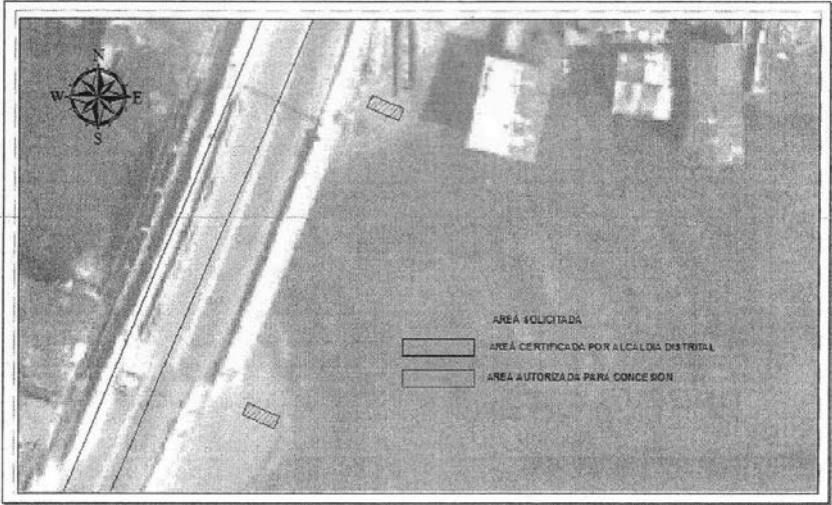 N
W E
S
AREA SOLICITADA
AREA CERTIFICADA POR ALCALDIA DISTRITAL
AREA AUTORIZADA PARA CONCESION